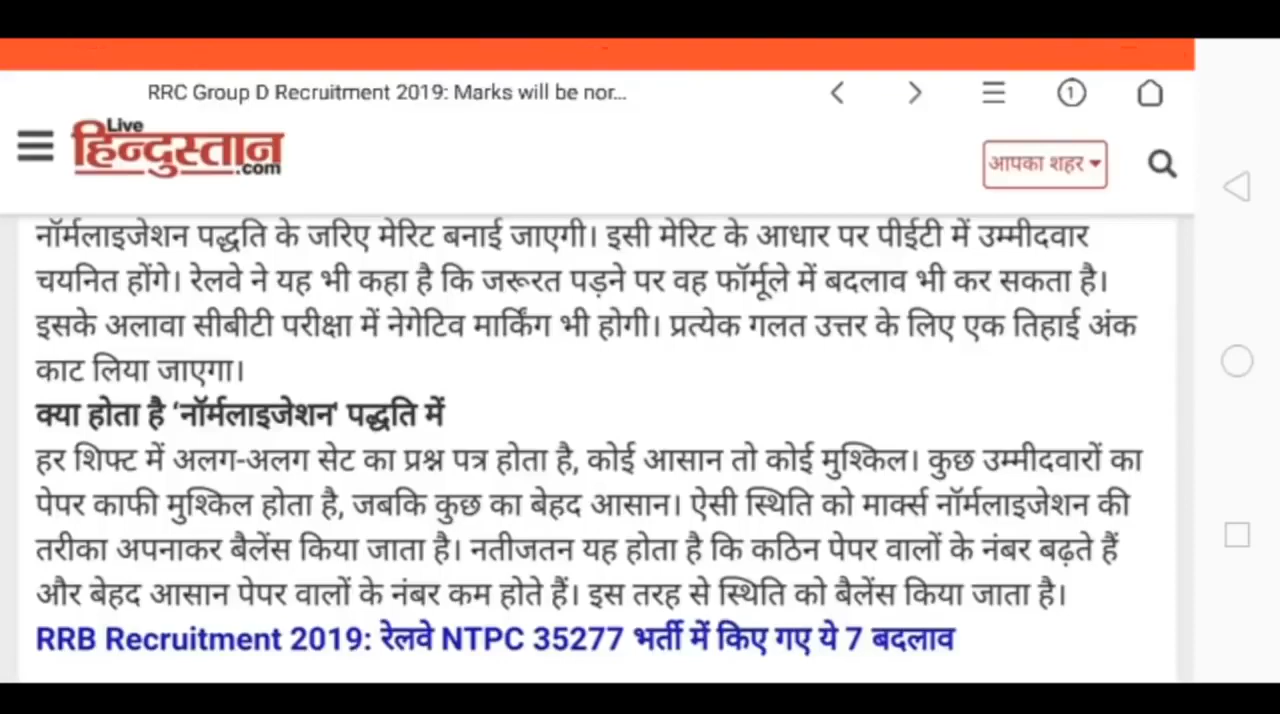 RRC Group D Recruitment 2019: Marks will be nor...
1
Live
हिन्दुस्तान
.com
आपका शहर
नॉर्मलाइजेशन पद्धति के जरिए मेरिट बनाई जाएगी। इसी मेरिट के आधार पर पीईटी में उम्मीदवार
चयनित होंगे। रेलवे ने यह भी कहा है कि जरूरत पड़ने पर वह फॉर्मूले में बदलाव भी कर सकता है।
इसके अलावा सीबीटी परीक्षा में नेगेटिव मार्किंग भी होगी। प्रत्येक गलत उत्तर के लिए एक तिहाई अंक
काट लिया जाएगा।
क्या होता है ‘नॉर्मलाइजेशन’ पद्धति में
हर शिफ्ट में अलग-अलग सेट का प्रश्न पत्र होता है, कोई आसान तो कोई मुश्किल। कुछ उम्मीदवारों का
पेपर काफी मुश्किल होता है, जबकि कुछ का बेहद आसान। ऐसी स्थिति को मार्क्स नॉर्मलाइजेशन की
तरीका अपनाकर बैलेंस किया जाता है। नतीजतन यह होता है कि कठिन पेपर वालों के नंबर बढ़ते हैं
और बेहद आसान पेपर वालों के नंबर कम होते हैं। इस तरह से स्थिति को बैलेंस किया जाता है।
RRB Recruitment 2019: रेलवे NTPC 35277 भर्ती में किए गए ये 7 बदलाव